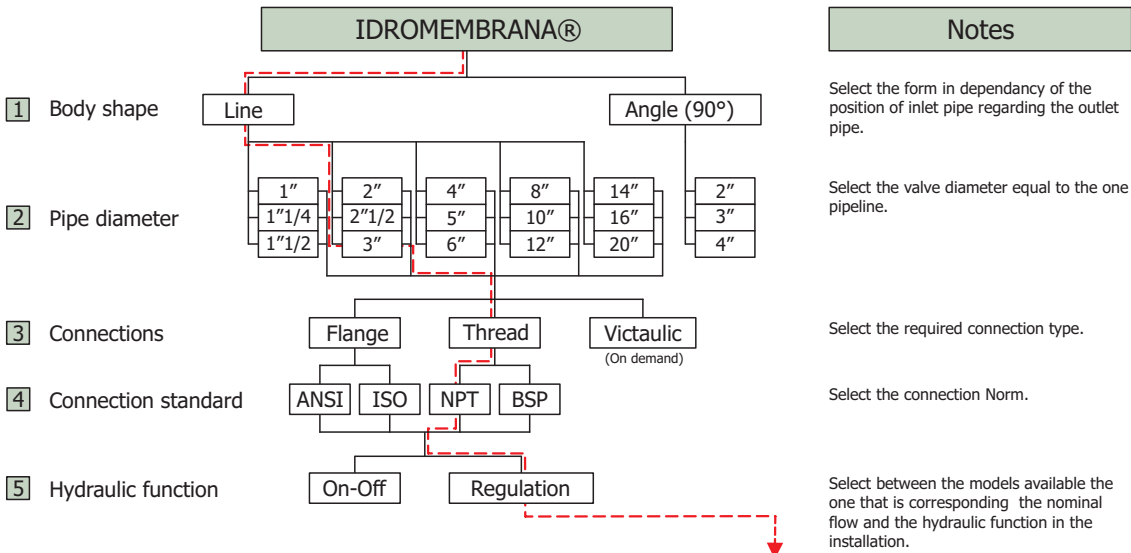 IDROMEMBRANA®
Notes
1 Body shape
Line
Angle (90°)
Select the form in dependancy of the
position of inlet pipe regarding the outlet
pipe.
2 Pipe diameter
1” 2” 4” 8” 14” 2”
1”1/4 2”1/2 5” 10” 16” 3”
1”1/2 3” 6” 12” 20” 4”
Select the valve diameter equal to the one
pipeline.
3 Connections
Flange
Thread
Victaulic
(On demand)
Select the required connection type.
4 Connection standard
ANSI
ISO
NPT
BSP
Select the connection Norm.
5 Hydraulic function
On-Off
Regulation
Select between the models available the
one that is corresponding the nominal
flow and the hydraulic function in the
installation.